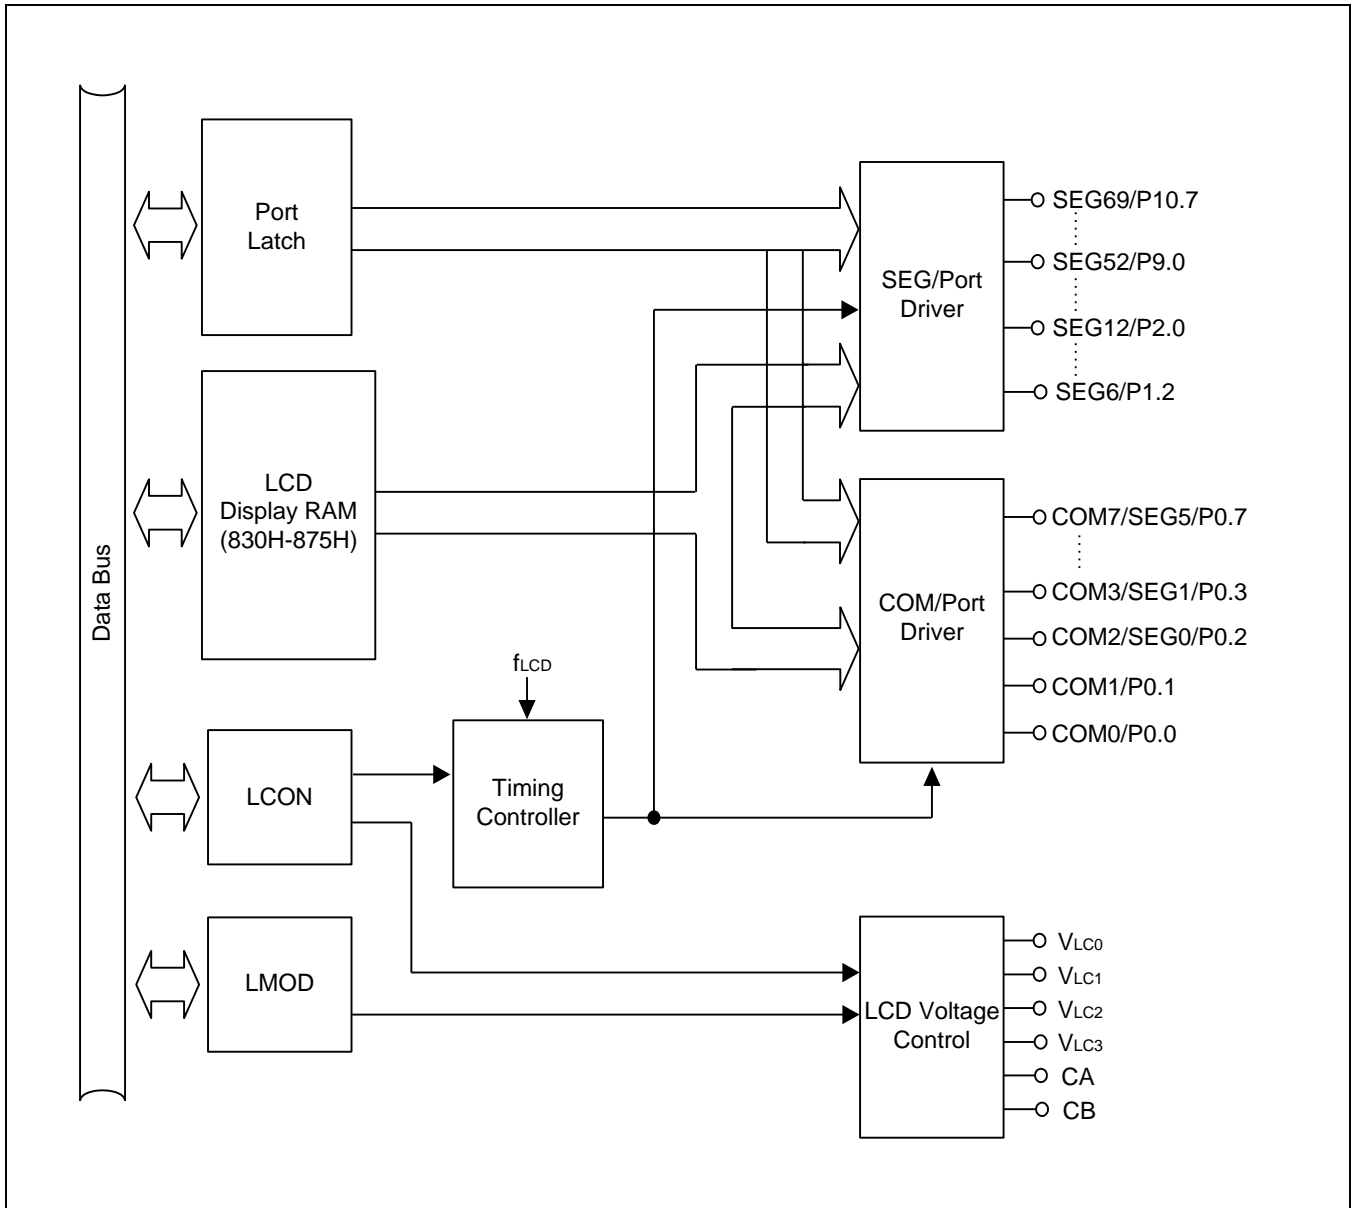 Data Bus
Port
Latch
LCD
Display RAM
(830H-875H)
LCON
LMOD
fLCD
Timing
Controller
SEG/Port
Driver
SEG69/P10.7
SEG52/P9.0
SEG12/P2.0
SEG6/P1.2
COM/Port
Driver
COM7/SEG5/P0.7
COM3/SEG1/P0.3
COM2/SEG0/P0.2
COM1/P0.1
COM0/P0.0
LCD Voltage
Control
VLC0
VLC1
VLC2
VLC3
CA
CB